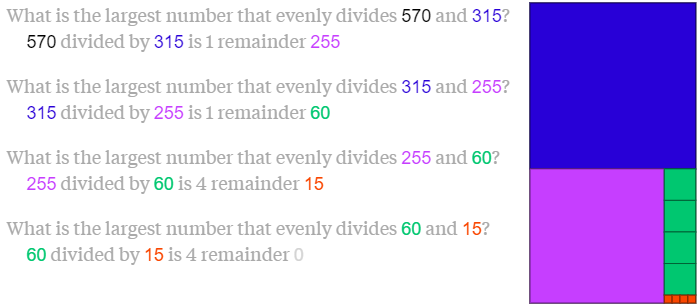 What is the largest number that evenly divides 570 and 315?
570 divided by 315 is 1 remainder 255
What is the largest number that evenly divides 315 and 255?
315 divided by 255 is 1 remainder 60
What is the largest number that evenly divides 255 and 60?
255 divided by 60 is 4 remainder 15
What is the largest number that evenly divides 60 and 15?
60 divided by 15 is 4 remainder 0